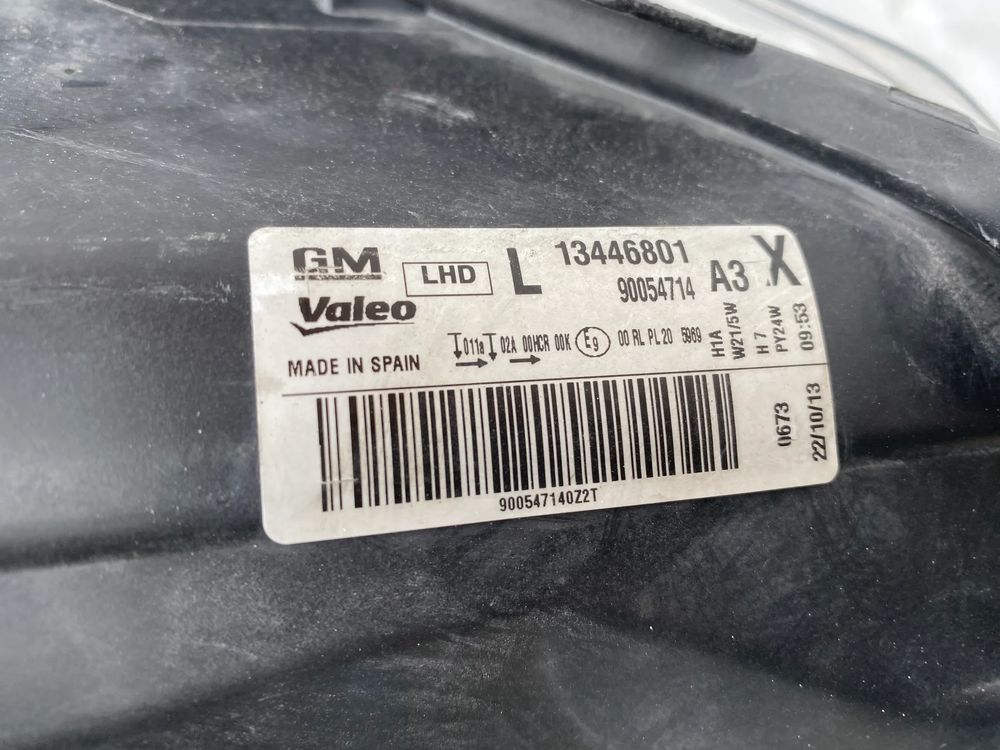 GM
LHD
L
13446801
90054714
A3
X
Valeo
MADE IN SPAIN
011a 02A 00HCR 00K E9 00 RL PL 20 5969
H1A
W21/5W
H7
PY24W
09:53
0673
22/10/13
900547140Z2T